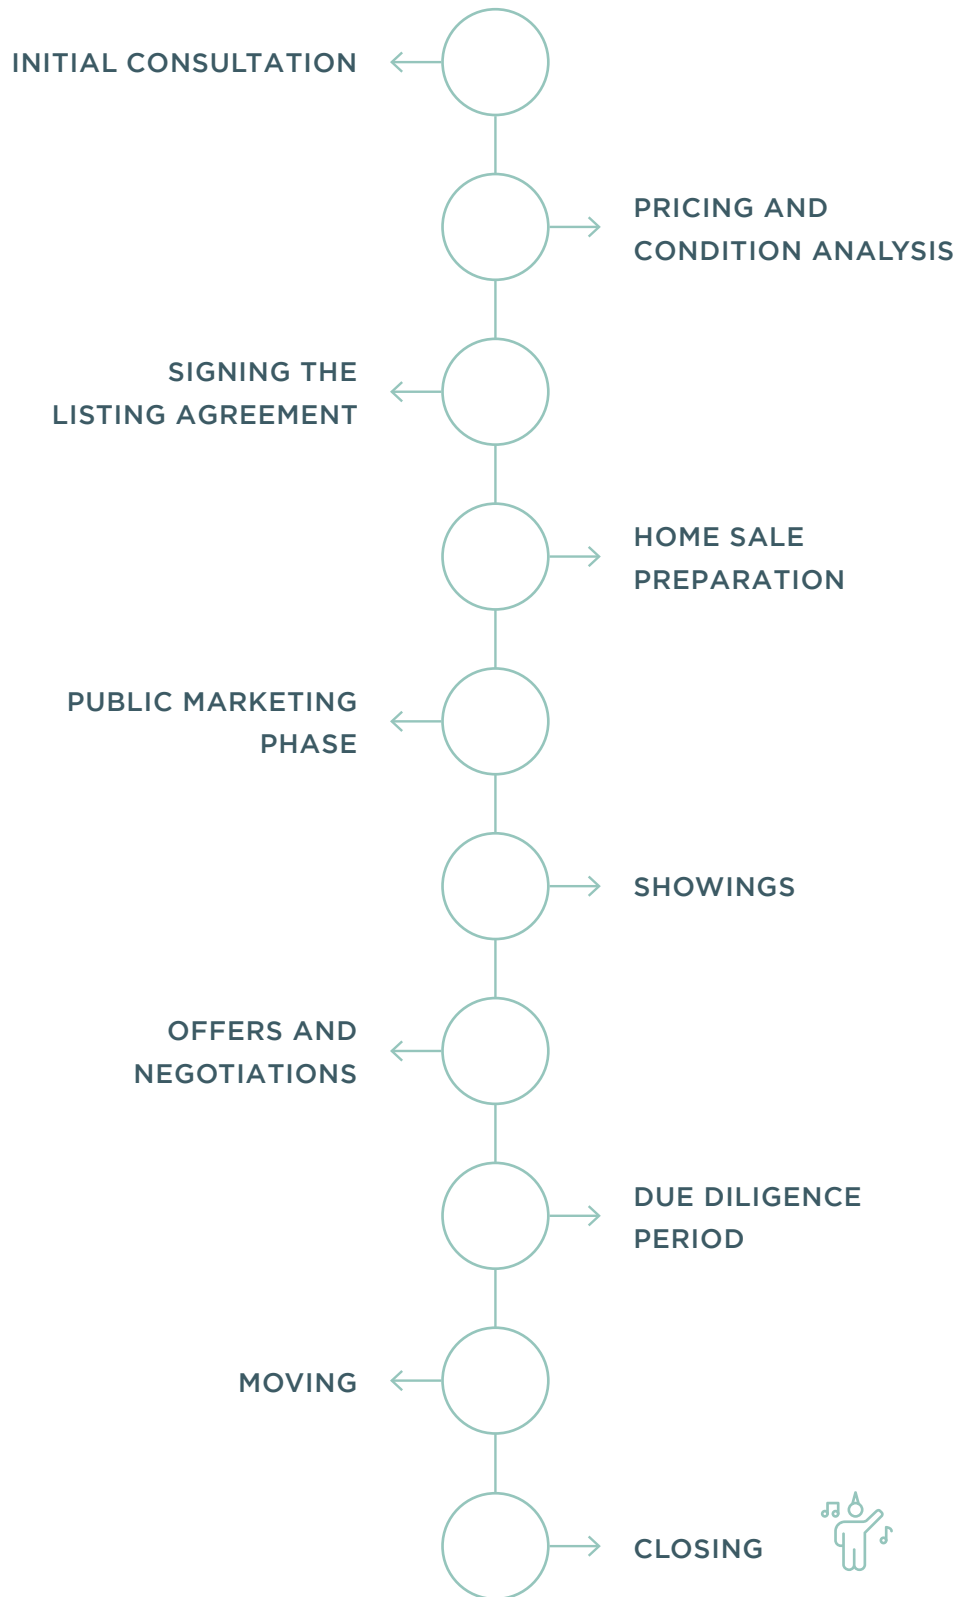 INITIAL CONSULTATION
PRICING AND
CONDITION ANALYSIS
SIGNING THE
LISTING AGREEMENT
HOME SALE
PREPARATION
PUBLIC MARKETING
PHASE
SHOWINGS
OFFERS AND
NEGOTIATIONS
DUE DILIGENCE
PERIOD
MOVING
CLOSING